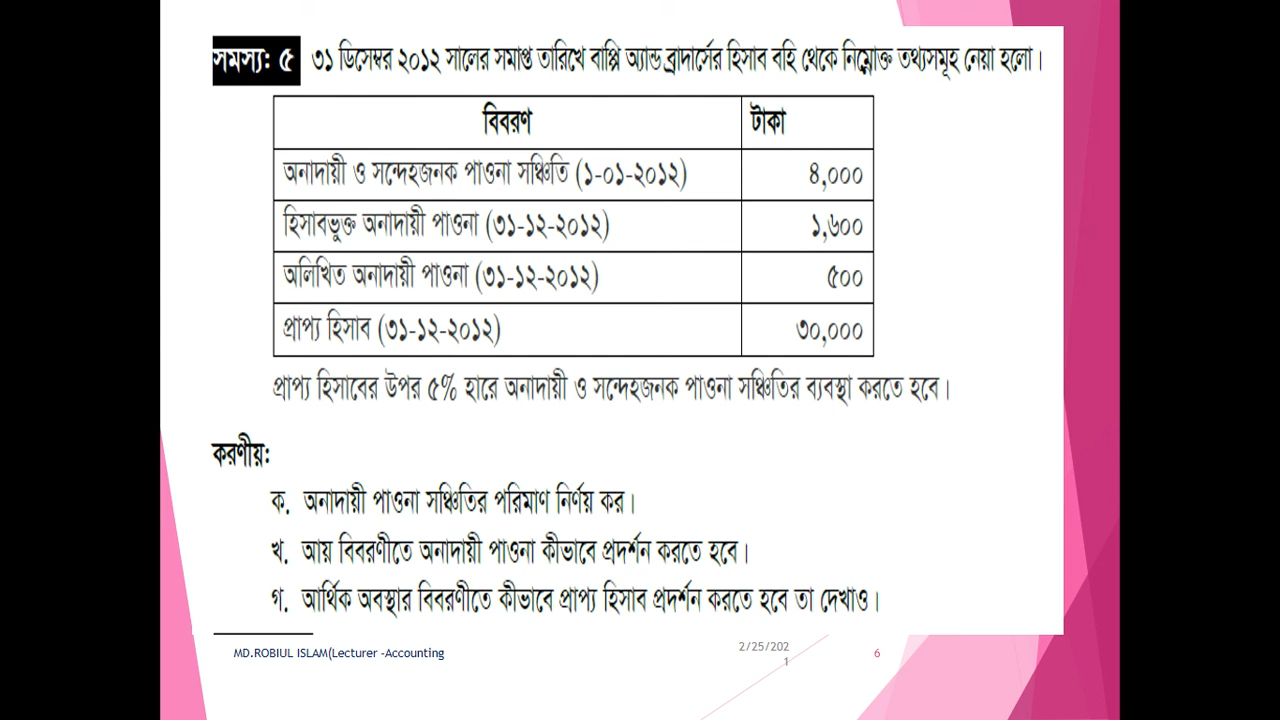 সমস্য: ৫ ৩১ ডিসেম্বর ২০১২ সালের সমাপ্ত তারিখে বাপ্পি অ্যান্ড ব্রাদার্সের হিসাব বহি থেকে নিম্নোক্ত তথ্যসমূহ নেয়া হলো।
বিবরণ টাকা
অনাদায়ী ও সন্দেহজনক পাওনা সঞ্চিতি (১-০১-২০১২) ৪,০০০
হিসাবভুক্ত অনাদায়ী পাওনা (৩১-১২-২০১২) ১,৬০০
অলিখিত অনাদায়ী পাওনা (৩১-১২-২০১২) ৫০০
প্রাপ্য হিসাব (৩১-১২-২০১২) ৩০,০০০
প্রাপ্য হিসাবের উপর ৫% হারে অনাদায়ী ও সন্দেহজনক পাওনা সঞ্চিতির ব্যবস্থা করতে হবে।
করণীয়:
ক. অনাদায়ী পাওনা সঞ্চিতির পরিমাণ নির্ণয় কর।
খ. আয় বিবরণীতে অনাদায়ী পাওনা কীভাবে প্রদর্শন করতে হবে।
গ. আর্থিক অবস্থার বিবরণীতে কীভাবে প্রাপ্য হিসাব প্রদর্শন করতে হবে তা দেখাও।
MD.ROBIUL ISLAM(Lecturer -Accounting
2/25/202
1
6